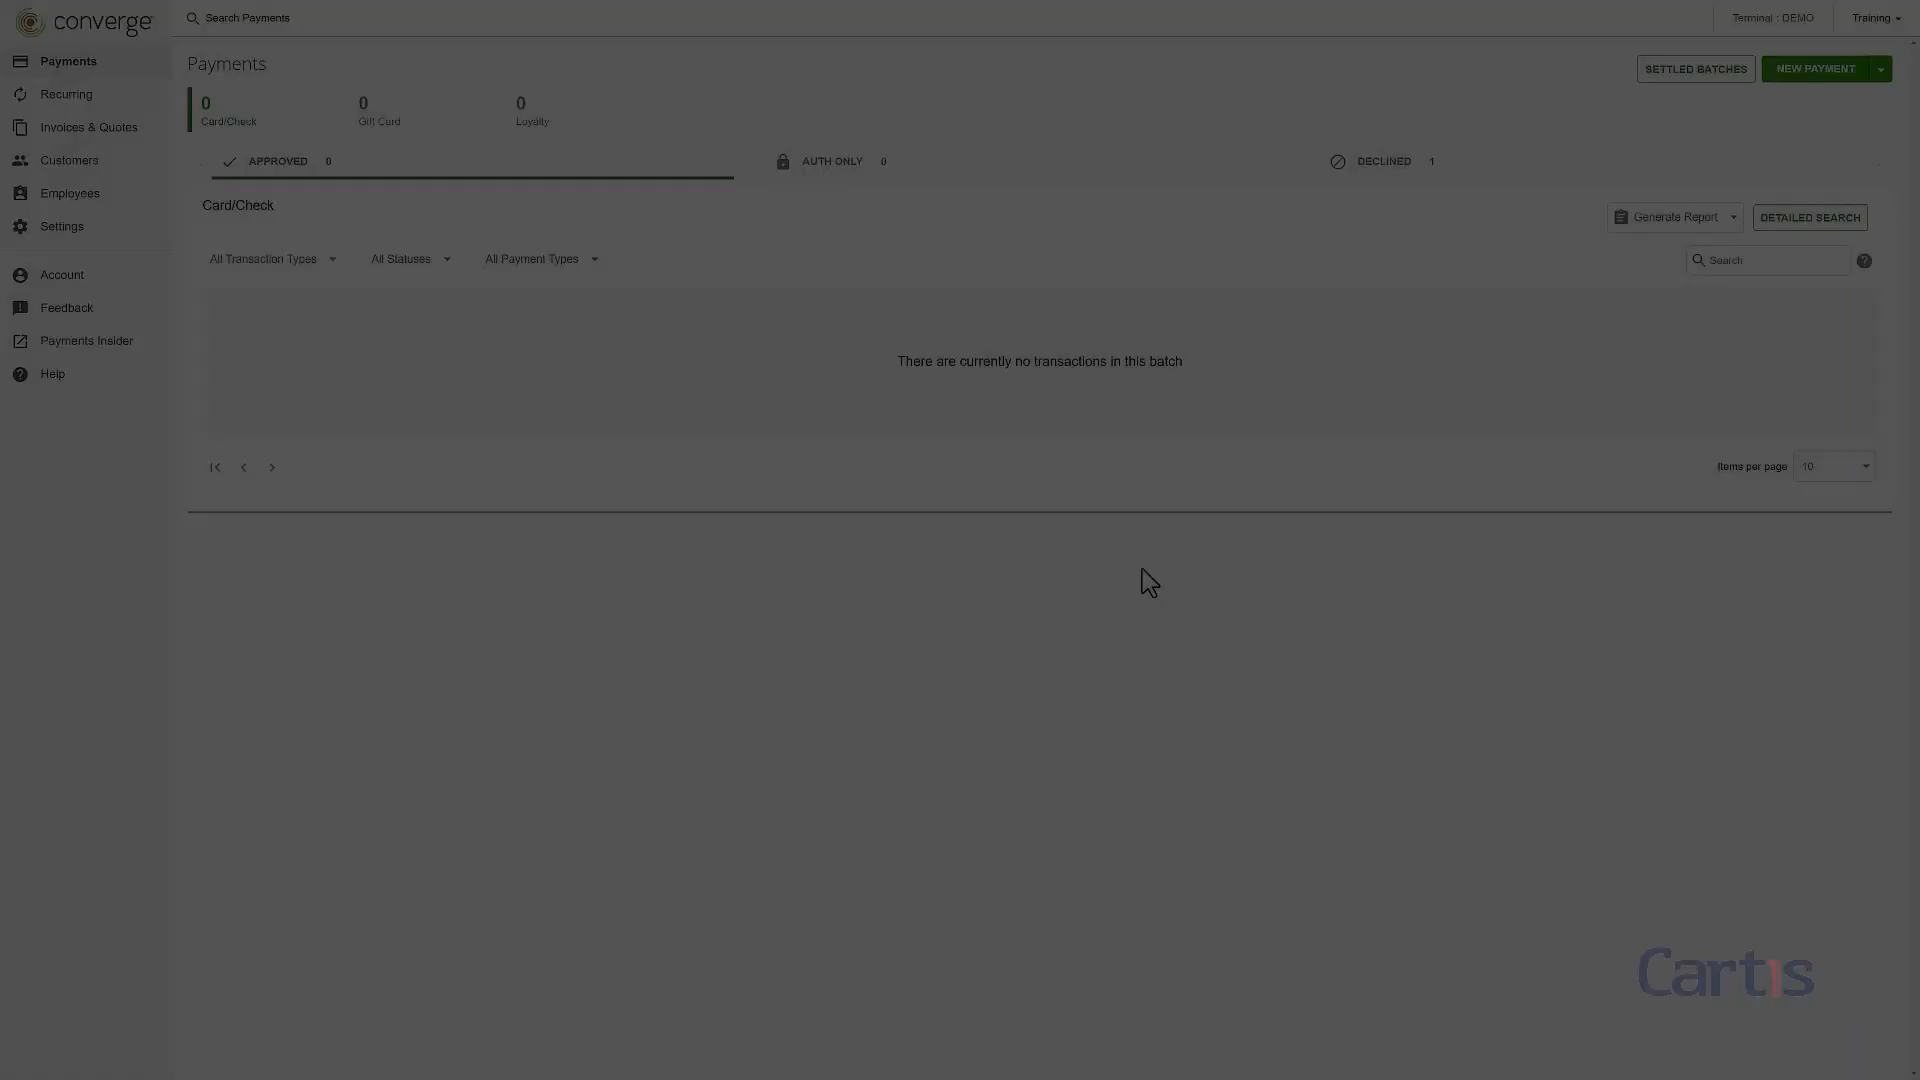 converge
Search Payments
Terminal : DEMO
Training
Payments
Recurring
Invoices & Quotes
Customers
Employees
Settings
Account
Feedback
Payments Insider
Help
Payments
SETTLED BATCHES
NEW PAYMENT
0 0 0
Card/Check Gift Card Loyalty
APPROVED 0 AUTH ONLY 0 DECLINED 1
Card/Check
Generate Report
DETAILED SEARCH
All Transaction Types All Statuses All Payment Types
Search
There are currently no transactions in this batch
Items per page 10
Cartis